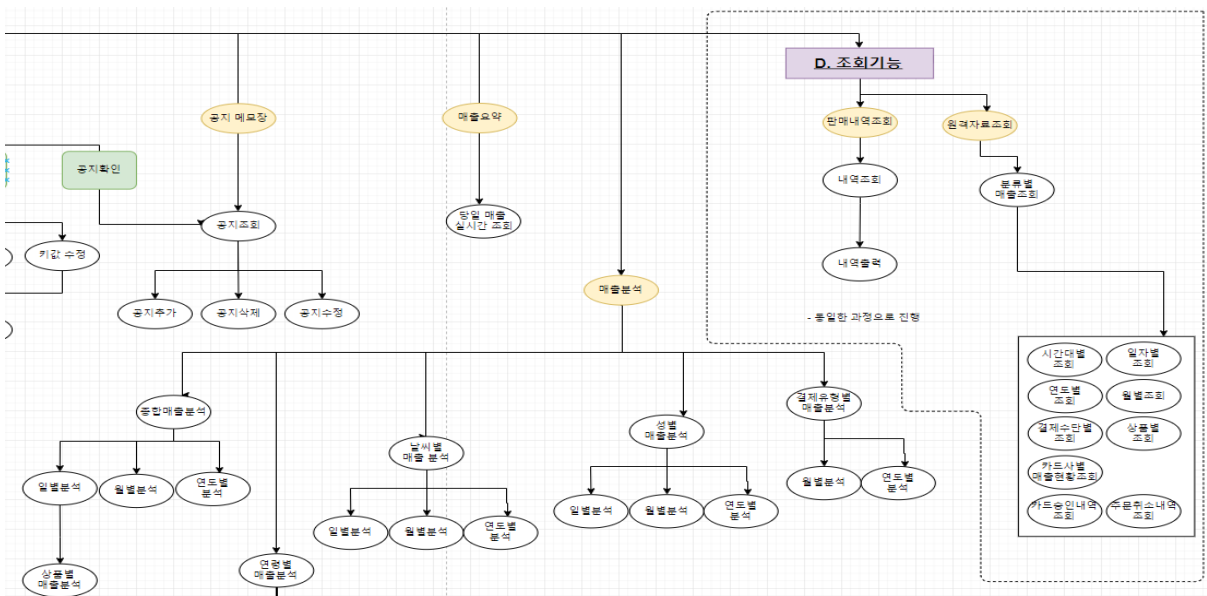 D. 조회기능
공지 메모장
매출요약
판매내역조회
원격자료조회
공지확인
내역조회
분류별
매출조회
공지조회
당일 매출
실시간 조회
키값 수정
내역출력
매출분석
공지추가
공지삭제
공지수정
- 동일한 과정으로 진행
시간대별
조회
일자별
조회
연도별
조회
월별조회
결제수단별
조회
상품별
조회
카드사별
매출현황조회
카드승인내역
조회
주문취소내역
조회
종합매출분석
날씨별
매출 분석
성별
매출분석
결제유형별
매출분석
일별분석
월별분석
연도별
분석
일별분석
월별분석
연도별
분석
일별분석
월별분석
연도별
분석
월별분석
연도별
분석
상품별
매출분석
연령별
매출분석